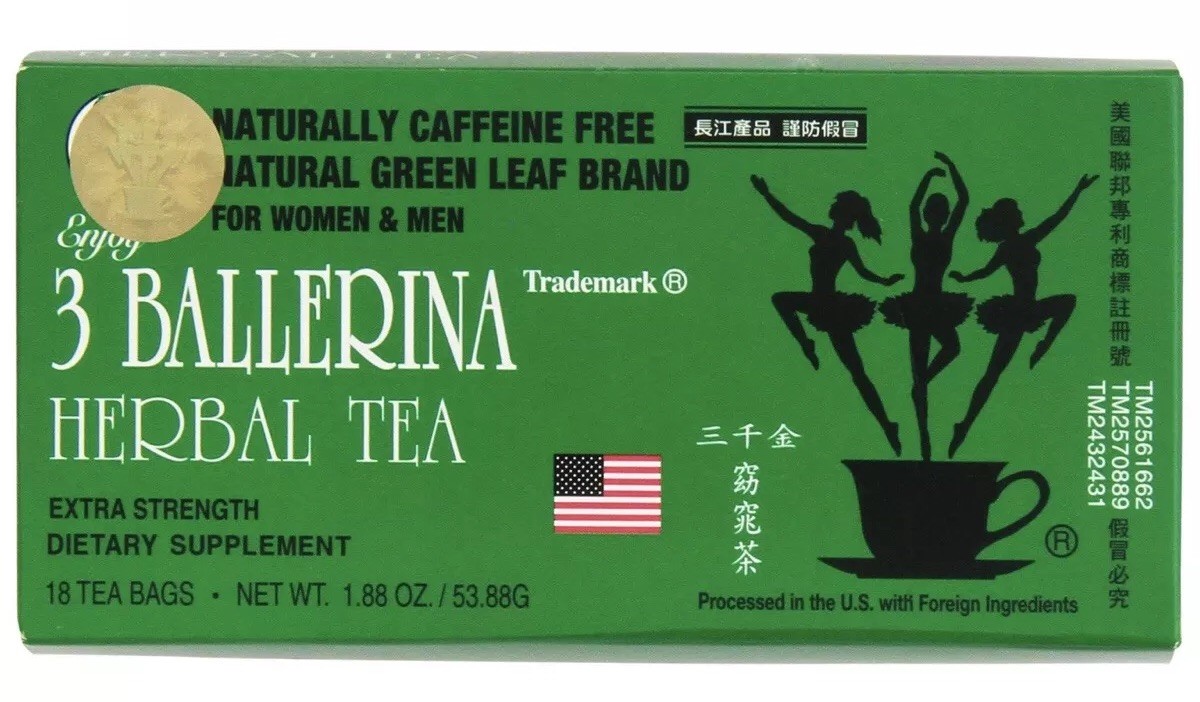 HERBAL TEA
NATURALLY CAFFEINE FREE
NATURAL GREEN LEAF BRAND
FOR WOMEN & MEN
長江產品 謹防假冒
Enjoy
3 BALLERINA
Trademark ®
HERBAL TEA
EXTRA STRENGTH
DIETARY SUPPLEMENT
18 TEA BAGS • NET WT. 1.88 OZ. / 53.88G
三千金
窈窕茶
®
Processed in the U.S. with Foreign Ingredients
美國聯邦專利商標註冊號
TM2561662
TM2570889
TM2432431
假冒必究